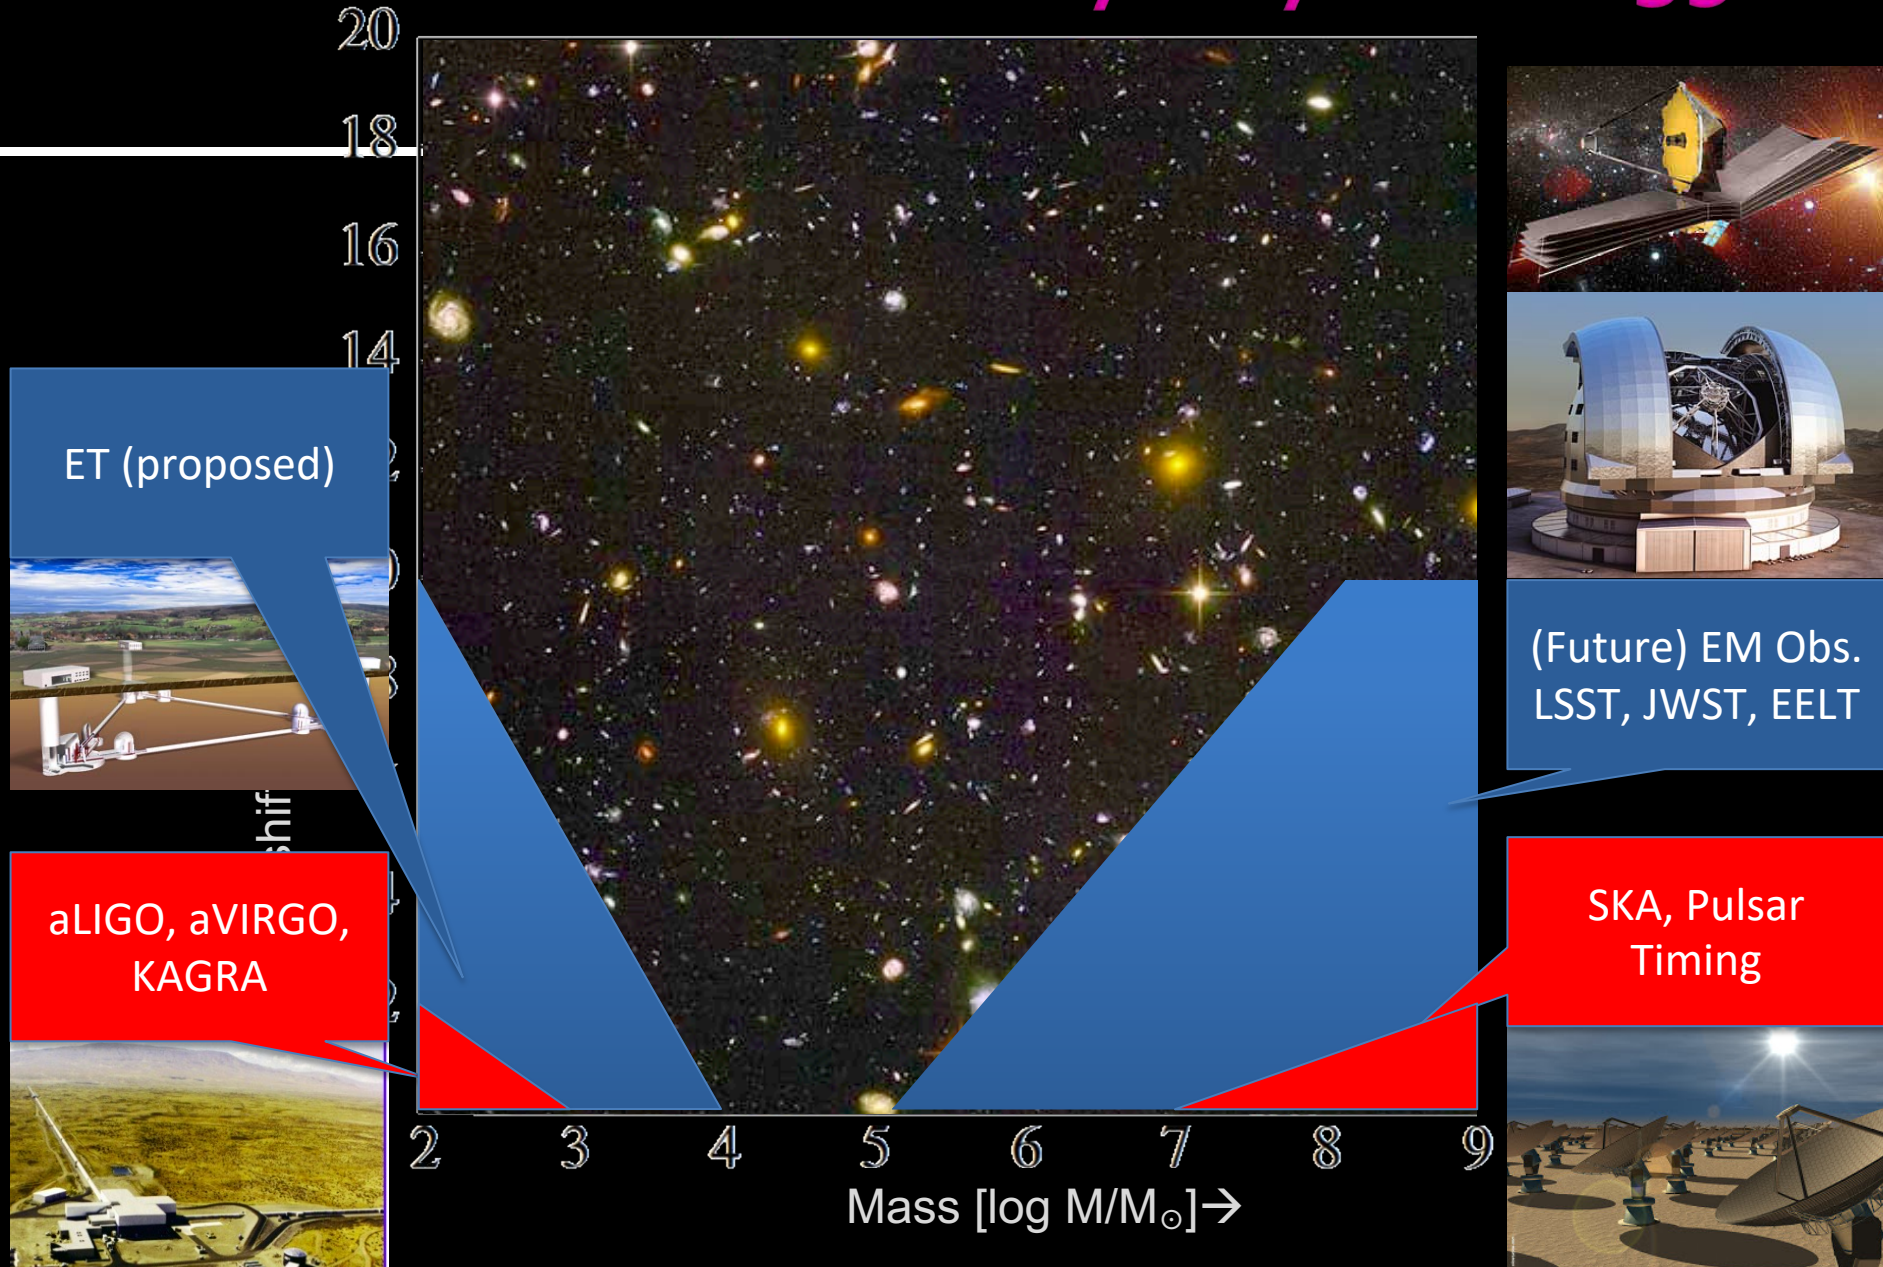 20
18
16
14
ET (proposed)
(Future) EM Obs.
LSST, JWST, EELT
aLIGO, aVIRGO,
KAGRA
SKA, Pulsar
Timing
2 3 4 5 6 7 8 9
Mass [log M/M☉]→